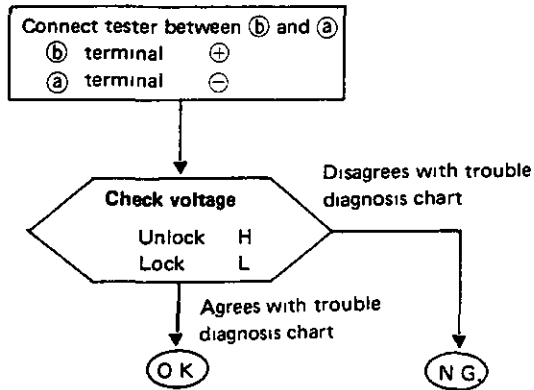 Connect tester between ⓑ and ⓐ
ⓑ terminal ⊕
ⓐ terminal ⊖
Disagrees with trouble
diagnosis chart
Check voltage
Unlock H
Lock L
Agrees with trouble
diagnosis chart
OK
NG.